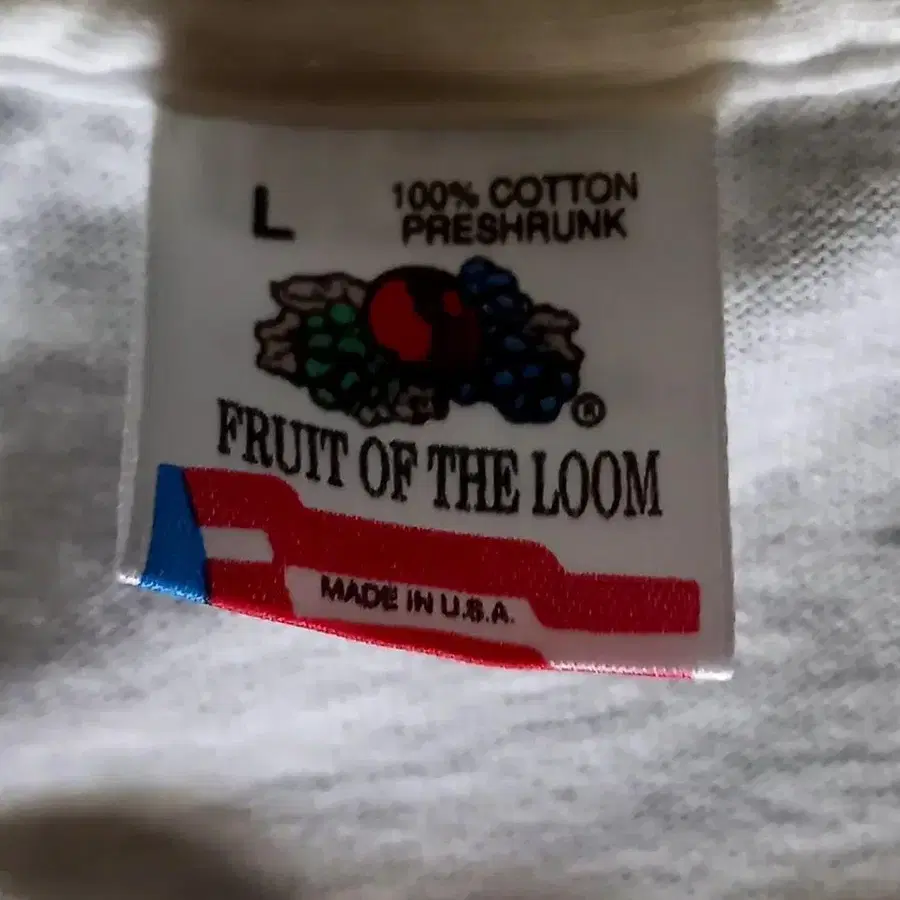 L
100% COTTON
PRESHRUNK
®
FRUIT OF THE LOOM
MADE IN U.S.A.